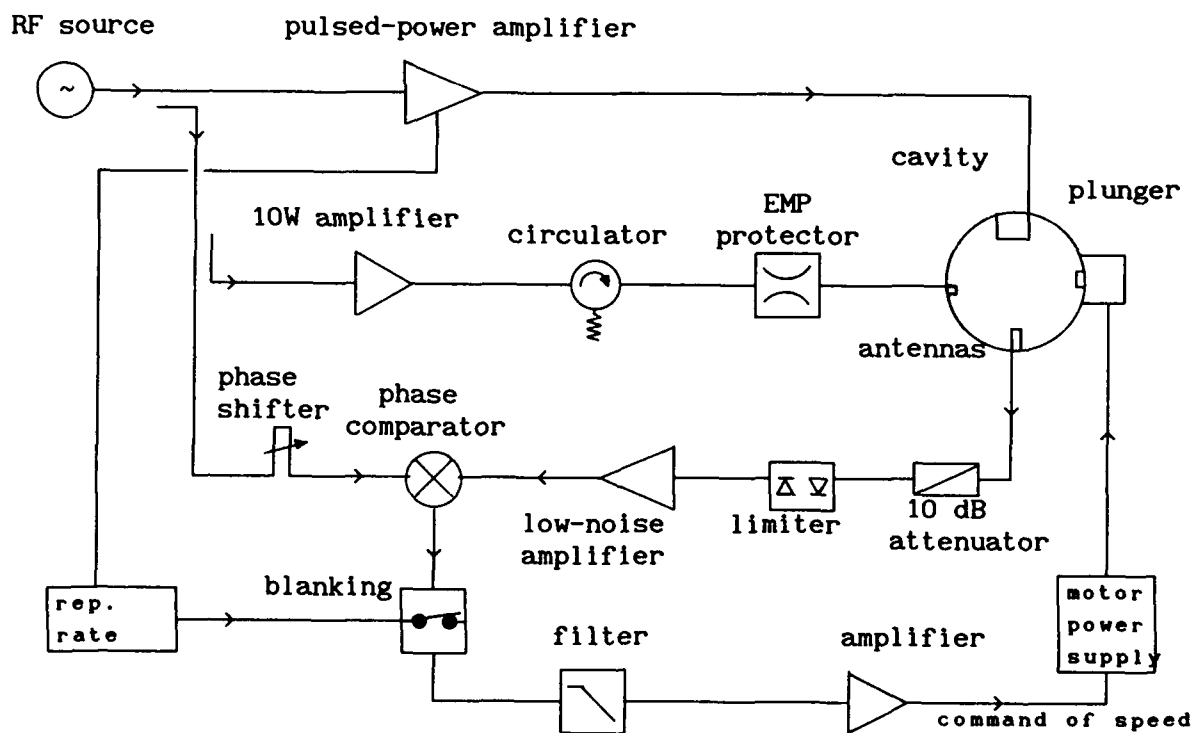 RF source
pulsed-power amplifier
~
cavity
plunger
10W amplifier
circulator
EMP
protector
antennas
phase
shifter
phase
comparator
low-noise
amplifier
limiter
10 dB
attenuator
blanking
rep.
rate
filter
amplifier
motor
power
supply
command of speed